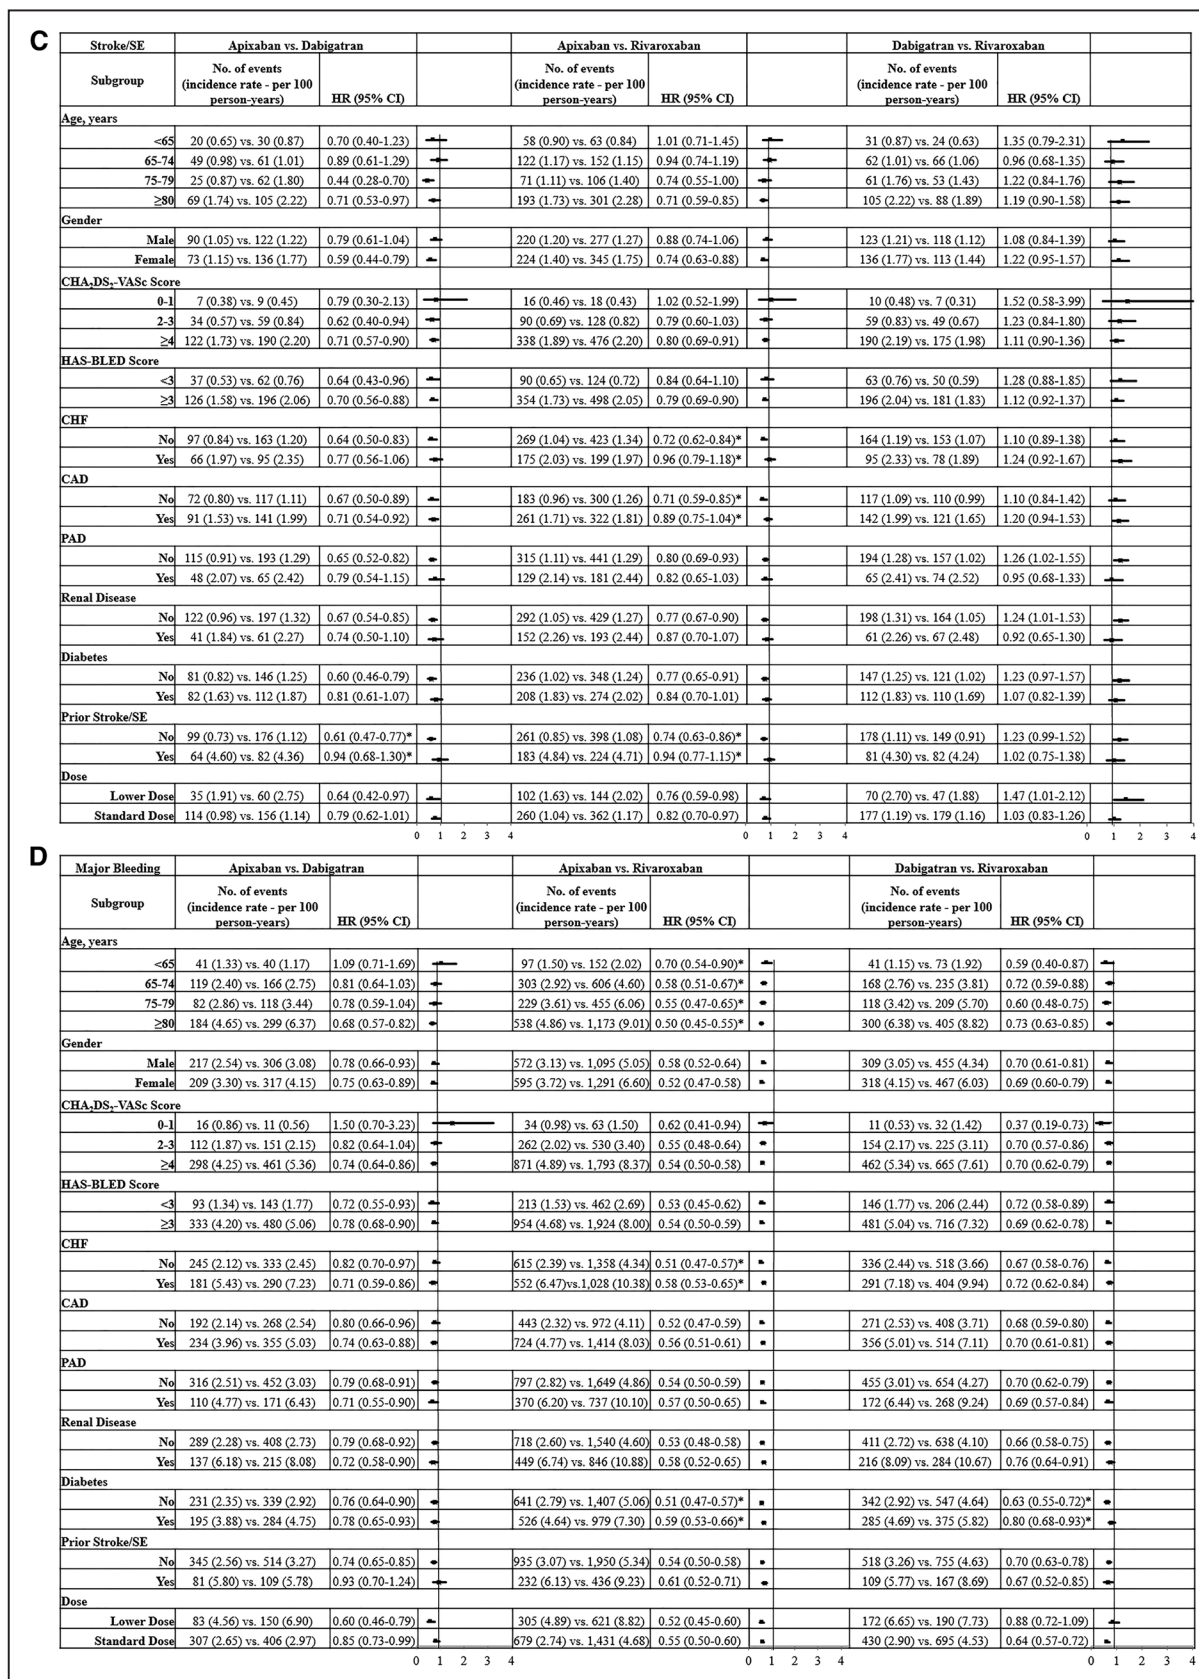 C
Stroke/SE Apixaban vs. Dabigatran Apixaban vs. Rivaroxaban Dabigatran vs. Rivaroxaban
Subgroup No. of events (incidence rate - per 100 person-years) HR (95% CI) No. of events (incidence rate - per 100 person-years) HR (95% CI) No. of events (incidence rate - per 100 person-years) HR (95% CI)
Age, years
<65 20 (0.65) vs. 30 (0.87) 0.70 (0.40-1.23) 58 (0.90) vs. 63 (0.84) 1.01 (0.71-1.45) 31 (0.87) vs. 24 (0.63) 1.35 (0.79-2.31)
65-74 49 (0.98) vs. 61 (1.01) 0.89 (0.61-1.29) 122 (1.17) vs. 152 (1.15) 0.94 (0.74-1.19) 62 (1.01) vs. 66 (1.06) 0.96 (0.68-1.35)
75-79 25 (0.87) vs. 62 (1.80) 0.44 (0.28-0.70) 71 (1.11) vs. 106 (1.40) 0.74 (0.55-1.00) 61 (1.76) vs. 53 (1.43) 1.22 (0.84-1.76)
≥80 69 (1.74) vs. 105 (2.22) 0.71 (0.53-0.97) 193 (1.73) vs. 301 (2.28) 0.71 (0.59-0.85) 105 (2.22) vs. 88 (1.89) 1.19 (0.90-1.58)
Gender
Male 90 (1.05) vs. 122 (1.22) 0.79 (0.61-1.04) 220 (1.20) vs. 277 (1.27) 0.88 (0.74-1.06) 123 (1.21) vs. 118 (1.12) 1.08 (0.84-1.39)
Female 73 (1.15) vs. 136 (1.77) 0.59 (0.44-0.79) 224 (1.40) vs. 345 (1.75) 0.74 (0.63-0.88) 136 (1.77) vs. 113 (1.44) 1.22 (0.95-1.57)
CHA₂DS₂-VASc Score
0-1 7 (0.38) vs. 9 (0.45) 0.79 (0.30-2.13) 16 (0.46) vs. 18 (0.43) 1.02 (0.52-1.99) 10 (0.48) vs. 7 (0.31) 1.52 (0.58-3.99)
2-3 34 (0.57) vs. 59 (0.84) 0.62 (0.40-0.94) 90 (0.69) vs. 128 (0.82) 0.79 (0.60-1.03) 59 (0.83) vs. 49 (0.67) 1.23 (0.84-1.80)
≥4 122 (1.73) vs. 190 (2.20) 0.71 (0.57-0.90) 338 (1.89) vs. 476 (2.20) 0.80 (0.69-0.91) 190 (2.19) vs. 175 (1.98) 1.11 (0.90-1.36)
HAS-BLED Score
<3 37 (0.53) vs. 62 (0.76) 0.64 (0.43-0.96) 90 (0.65) vs. 124 (0.72) 0.84 (0.64-1.10) 63 (0.76) vs. 50 (0.59) 1.28 (0.88-1.85)
≥3 126 (1.58) vs. 196 (2.06) 0.70 (0.56-0.88) 354 (1.73) vs. 498 (2.05) 0.79 (0.69-0.90) 196 (2.04) vs. 181 (1.83) 1.12 (0.92-1.37)
CHF
No 97 (0.84) vs. 163 (1.20) 0.64 (0.50-0.83) 269 (1.04) vs. 423 (1.34) 0.72 (0.62-0.84)* 164 (1.19) vs. 153 (1.07) 1.10 (0.89-1.38)
Yes 66 (1.97) vs. 95 (2.35) 0.77 (0.56-1.06) 175 (2.03) vs. 199 (1.97) 0.96 (0.79-1.18)* 95 (2.33) vs. 78 (1.89) 1.24 (0.92-1.67)
CAD
No 72 (0.80) vs. 117 (1.11) 0.67 (0.50-0.89) 183 (0.96) vs. 300 (1.26) 0.71 (0.59-0.85)* 117 (1.09) vs. 110 (0.99) 1.10 (0.84-1.42)
Yes 91 (1.53) vs. 141 (1.99) 0.71 (0.54-0.92) 261 (1.71) vs. 322 (1.81) 0.89 (0.75-1.04)* 142 (1.99) vs. 121 (1.65) 1.20 (0.94-1.53)
PAD
No 115 (0.91) vs. 193 (1.29) 0.65 (0.52-0.82) 315 (1.11) vs. 441 (1.29) 0.80 (0.69-0.93) 194 (1.28) vs. 157 (1.02) 1.26 (1.02-1.55)
Yes 48 (2.07) vs. 65 (2.42) 0.79 (0.54-1.15) 129 (2.14) vs. 181 (2.44) 0.82 (0.65-1.03) 65 (2.41) vs. 74 (2.52) 0.95 (0.68-1.33)
Renal Disease
No 122 (0.96) vs. 197 (1.32) 0.67 (0.54-0.85) 292 (1.05) vs. 429 (1.27) 0.77 (0.67-0.90) 198 (1.31) vs. 164 (1.05) 1.24 (1.01-1.53)
Yes 41 (1.84) vs. 61 (2.27) 0.74 (0.50-1.10) 152 (2.26) vs. 193 (2.44) 0.87 (0.70-1.07) 61 (2.26) vs. 67 (2.48) 0.92 (0.65-1.30)
Diabetes
No 81 (0.82) vs. 146 (1.25) 0.60 (0.46-0.79) 236 (1.02) vs. 348 (1.24) 0.77 (0.65-0.91) 147 (1.25) vs. 121 (1.02) 1.23 (0.97-1.57)
Yes 82 (1.63) vs. 112 (1.87) 0.81 (0.61-1.07) 208 (1.83) vs. 274 (2.02) 0.84 (0.70-1.01) 112 (1.83) vs. 110 (1.69) 1.07 (0.82-1.39)
Prior Stroke/SE
No 99 (0.73) vs. 176 (1.12) 0.61 (0.47-0.77)* 261 (0.85) vs. 398 (1.08) 0.74 (0.63-0.86)* 178 (1.11) vs. 149 (0.91) 1.23 (0.99-1.52)
Yes 64 (4.60) vs. 82 (4.36) 0.94 (0.68-1.30)* 183 (4.84) vs. 224 (4.71) 0.94 (0.77-1.15)* 81 (4.30) vs. 82 (4.24) 1.02 (0.75-1.38)
Dose
Lower Dose 35 (1.91) vs. 60 (2.75) 0.64 (0.42-0.97) 102 (1.63) vs. 144 (2.02) 0.76 (0.59-0.98) 70 (2.70) vs. 47 (1.88) 1.47 (1.01-2.12)
Standard Dose 114 (0.98) vs. 156 (1.14) 0.79 (0.62-1.01) 260 (1.04) vs. 362 (1.17) 0.82 (0.70-0.97) 177 (1.19) vs. 179 (1.16) 1.03 (0.83-1.26)
0 1 2 3 4 0 1 2 3 4 0 1 2 3 4
D
Major Bleeding Apixaban vs. Dabigatran Apixaban vs. Rivaroxaban Dabigatran vs. Rivaroxaban
Subgroup No. of events (incidence rate - per 100 person-years) HR (95% CI) No. of events (incidence rate - per 100 person-years) HR (95% CI) No. of events (incidence rate - per 100 person-years) HR (95% CI)
Age, years
<65 41 (1.33) vs. 40 (1.17) 1.09 (0.71-1.69) 97 (1.50) vs. 152 (2.02) 0.70 (0.54-0.90)* 41 (1.15) vs. 73 (1.92) 0.59 (0.40-0.87)
65-74 119 (2.40) vs. 166 (2.75) 0.81 (0.64-1.03) 303 (2.92) vs. 606 (4.60) 0.58 (0.51-0.67)* 168 (2.76) vs. 235 (3.81) 0.72 (0.59-0.88)
75-79 82 (2.86) vs. 118 (3.44) 0.78 (0.59-1.04) 229 (3.61) vs. 455 (6.06) 0.55 (0.47-0.65)* 118 (3.42) vs. 209 (5.70) 0.60 (0.48-0.75)
≥80 184 (4.65) vs. 299 (6.37) 0.68 (0.57-0.82) 538 (4.86) vs. 1,173 (9.01) 0.50 (0.45-0.55)* 300 (6.38) vs. 405 (8.82) 0.73 (0.63-0.85)
Gender
Male 217 (2.54) vs. 306 (3.08) 0.78 (0.66-0.93) 572 (3.13) vs. 1,095 (5.05) 0.58 (0.52-0.64) 309 (3.05) vs. 455 (4.34) 0.70 (0.61-0.81)
Female 209 (3.30) vs. 317 (4.15) 0.75 (0.63-0.89) 595 (3.72) vs. 1,291 (6.60) 0.52 (0.47-0.58) 318 (4.15) vs. 467 (6.03) 0.69 (0.60-0.79)
CHA₂DS₂-VASc Score
0-1 16 (0.86) vs. 11 (0.56) 1.50 (0.70-3.23) 34 (0.98) vs. 63 (1.50) 0.62 (0.41-0.94) 11 (0.53) vs. 32 (1.42) 0.37 (0.19-0.73)
2-3 112 (1.87) vs. 151 (2.15) 0.82 (0.64-1.04) 262 (2.02) vs. 530 (3.40) 0.55 (0.48-0.64) 154 (2.17) vs. 225 (3.11) 0.70 (0.57-0.86)
≥4 298 (4.25) vs. 461 (5.36) 0.74 (0.64-0.86) 871 (4.89) vs. 1,793 (8.37) 0.54 (0.50-0.58) 462 (5.34) vs. 665 (7.61) 0.70 (0.62-0.79)
HAS-BLED Score
<3 93 (1.34) vs. 143 (1.77) 0.72 (0.55-0.93) 213 (1.53) vs. 462 (2.69) 0.53 (0.45-0.62) 146 (1.77) vs. 206 (2.44) 0.72 (0.58-0.89)
≥3 333 (4.20) vs. 480 (5.06) 0.78 (0.68-0.90) 954 (4.68) vs. 1,924 (8.00) 0.54 (0.50-0.59) 481 (5.04) vs. 716 (7.32) 0.69 (0.62-0.78)
CHF
No 245 (2.12) vs. 333 (2.45) 0.82 (0.70-0.97) 615 (2.39) vs. 1,358 (4.34) 0.51 (0.47-0.57)* 336 (2.44) vs. 518 (3.66) 0.67 (0.58-0.76)
Yes 181 (5.43) vs. 290 (7.23) 0.71 (0.59-0.86) 552 (6.47)vs.1,028 (10.38) 0.58 (0.53-0.65)* 291 (7.18) vs. 404 (9.94) 0.72 (0.62-0.84)
CAD
No 192 (2.14) vs. 268 (2.54) 0.80 (0.66-0.96) 443 (2.32) vs. 972 (4.11) 0.52 (0.47-0.59) 271 (2.53) vs. 408 (3.71) 0.68 (0.59-0.80)
Yes 234 (3.96) vs. 355 (5.03) 0.74 (0.63-0.88) 724 (4.77) vs. 1,414 (8.03) 0.56 (0.51-0.61) 356 (5.01) vs. 514 (7.11) 0.70 (0.61-0.81)
PAD
No 316 (2.51) vs. 452 (3.03) 0.79 (0.68-0.91) 797 (2.82) vs. 1,649 (4.86) 0.54 (0.50-0.59) 455 (3.01) vs. 654 (4.27) 0.70 (0.62-0.79)
Yes 110 (4.77) vs. 171 (6.43) 0.71 (0.55-0.90) 370 (6.20) vs. 737 (10.10) 0.57 (0.50-0.65) 172 (6.44) vs. 268 (9.24) 0.69 (0.57-0.84)
Renal Disease
No 289 (2.28) vs. 408 (2.73) 0.79 (0.68-0.92) 718 (2.60) vs. 1,540 (4.60) 0.53 (0.48-0.58) 411 (2.72) vs. 638 (4.10) 0.66 (0.58-0.75)
Yes 137 (6.18) vs. 215 (8.08) 0.72 (0.58-0.90) 449 (6.74) vs. 846 (10.88) 0.58 (0.52-0.65) 216 (8.09) vs. 284 (10.67) 0.76 (0.64-0.91)
Diabetes
No 231 (2.35) vs. 339 (2.92) 0.76 (0.64-0.90) 641 (2.79) vs. 1,407 (5.06) 0.51 (0.47-0.57)* 342 (2.92) vs. 547 (4.64) 0.63 (0.55-0.72)*
Yes 195 (3.88) vs. 284 (4.75) 0.78 (0.65-0.93) 526 (4.64) vs. 979 (7.30) 0.59 (0.53-0.66)* 285 (4.69) vs. 375 (5.82) 0.80 (0.68-0.93)*
Prior Stroke/SE
No 345 (2.56) vs. 514 (3.27) 0.74 (0.65-0.85) 935 (3.07) vs. 1,950 (5.34) 0.54 (0.50-0.58) 518 (3.26) vs. 755 (4.63) 0.70 (0.63-0.78)
Yes 81 (5.80) vs. 109 (5.78) 0.93 (0.70-1.24) 232 (6.13) vs. 436 (9.23) 0.61 (0.52-0.71) 109 (5.77) vs. 167 (8.69) 0.67 (0.52-0.85)
Dose
Lower Dose 83 (4.56) vs. 150 (6.90) 0.60 (0.46-0.79) 305 (4.89) vs. 621 (8.82) 0.52 (0.45-0.60) 172 (6.65) vs. 190 (7.73) 0.88 (0.72-1.09)
Standard Dose 307 (2.65) vs. 406 (2.97) 0.85 (0.73-0.99) 679 (2.74) vs. 1,431 (4.68) 0.55 (0.50-0.60) 430 (2.90) vs. 695 (4.53) 0.64 (0.57-0.72)
0 1 2 3 4 0 1 2 3 4 0 1 2 3 4